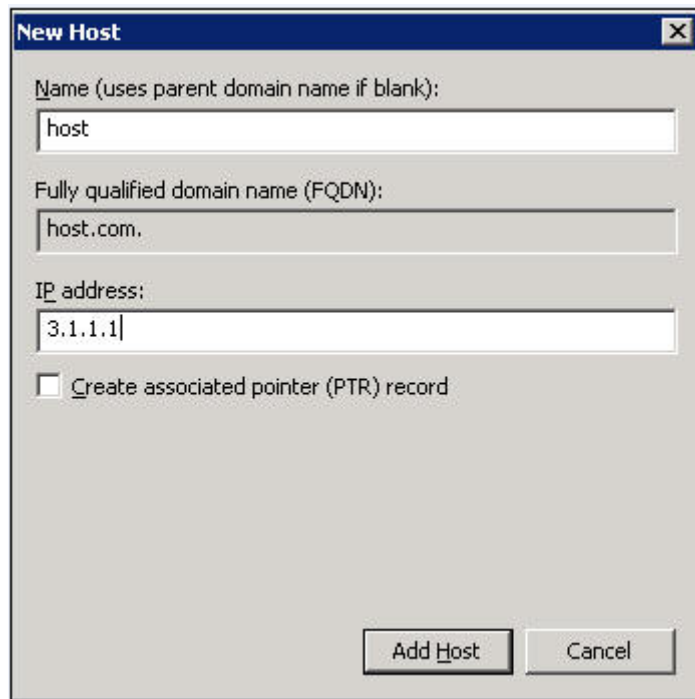 New Host
Name (uses parent domain name if blank):
host
Fully qualified domain name (FQDN):
host.com.
IP address:
3.1.1.1
Create associated pointer (PTR) record
Add Host Cancel